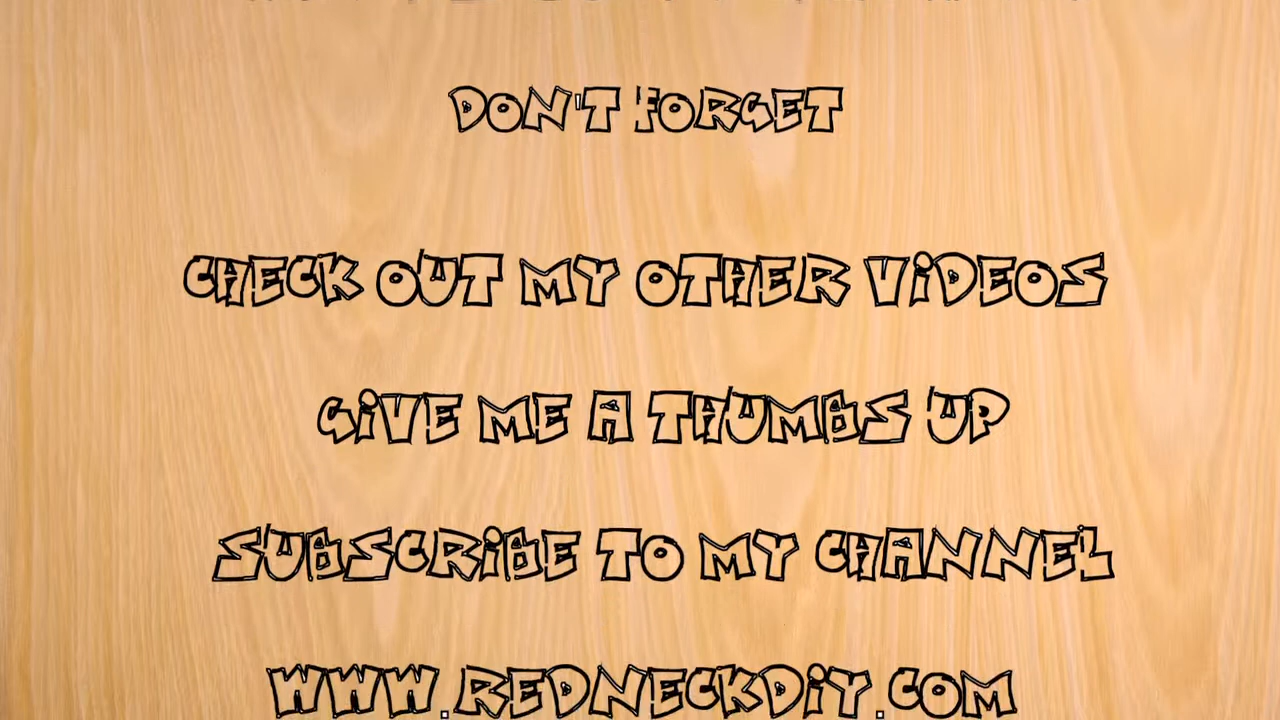 DON'T FORGET
CHECK OUT MY OTHER ViDEOS
GiVE ME A THUMBS UP
SUBSCRiBE TO MY CHANNEL
WWW.REDNECKDiY.COM